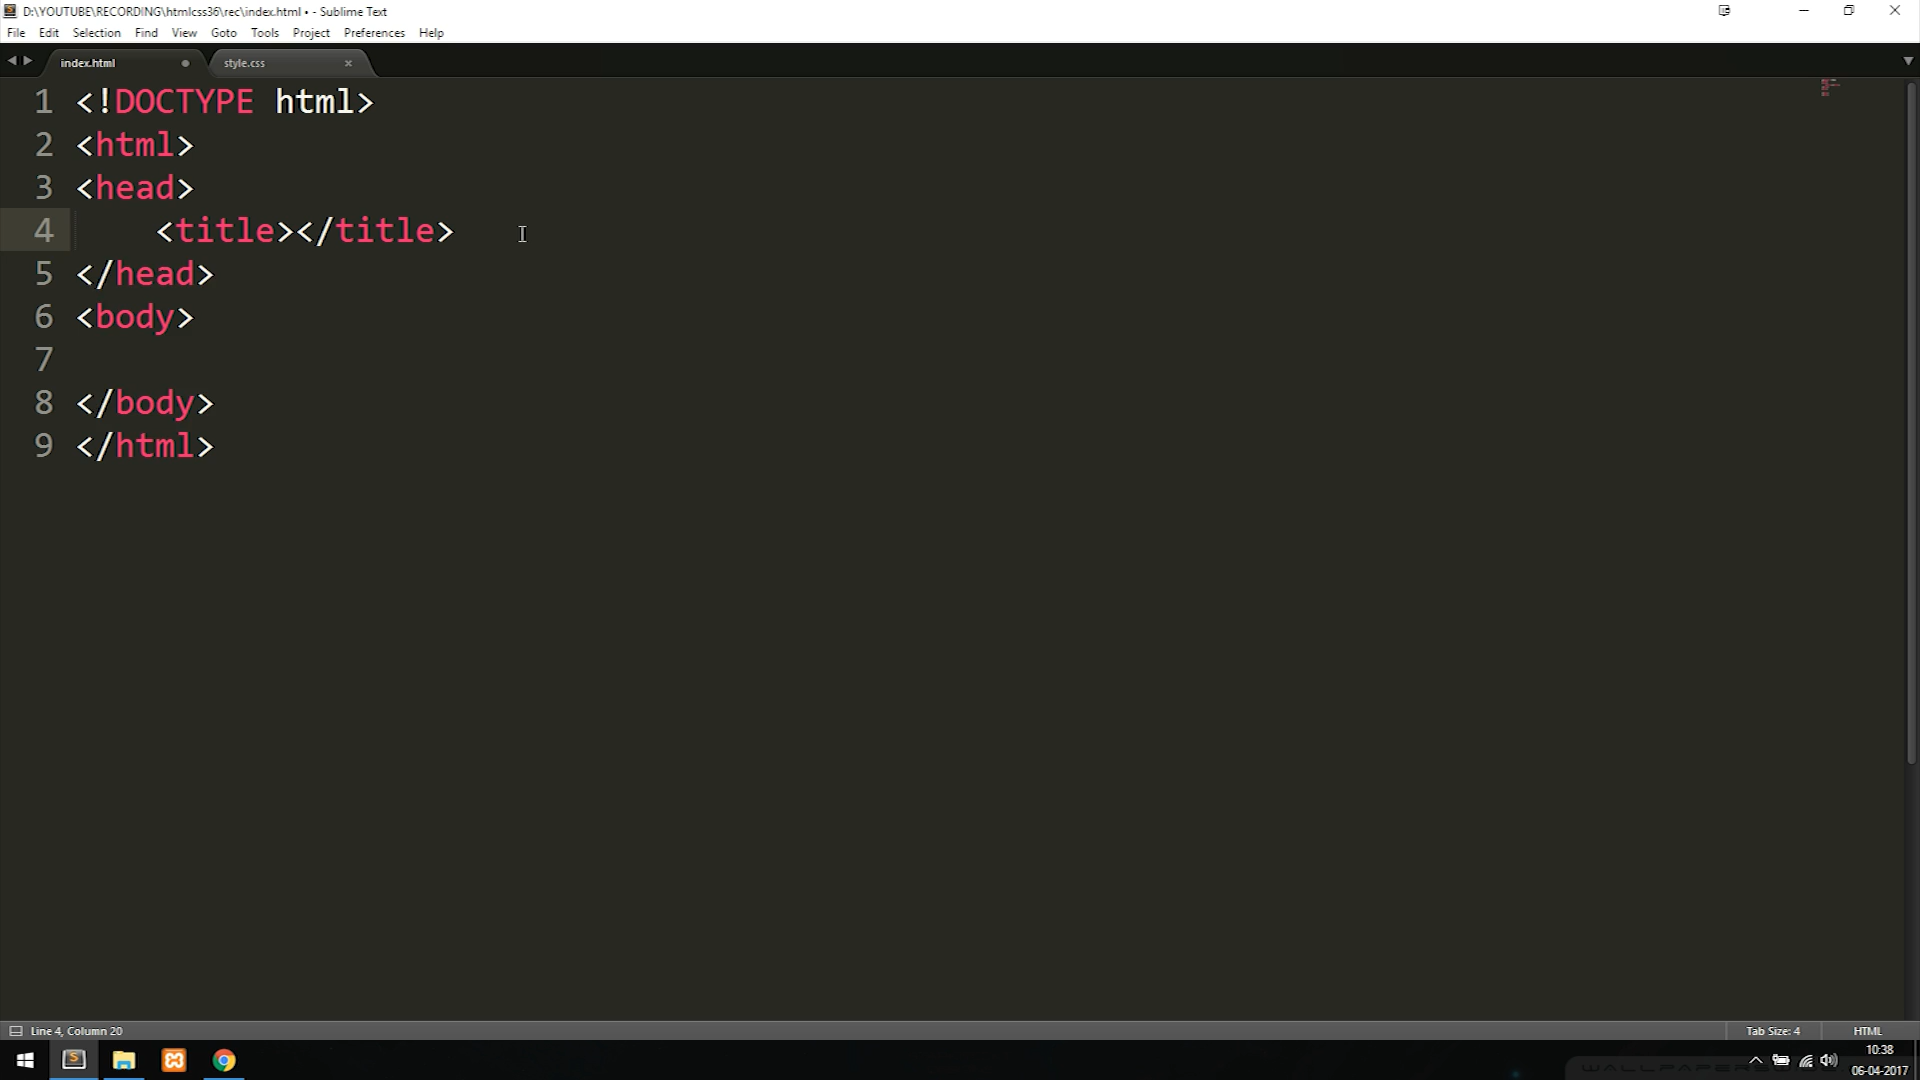 D:\YOUTUBE\RECORDING\htmlcss36\rec\index.html • - Sublime Text
File Edit Selection Find View Goto Tools Project Preferences Help
index.html style.css
1 <!DOCTYPE html>
2 <html>
3 <head>
4 <title></title>
5 </head>
6 <body>
7
8 </body>
9 </html>
Line 4, Column 20 Tab Size: 4 HTML
10:38
06-04-2017